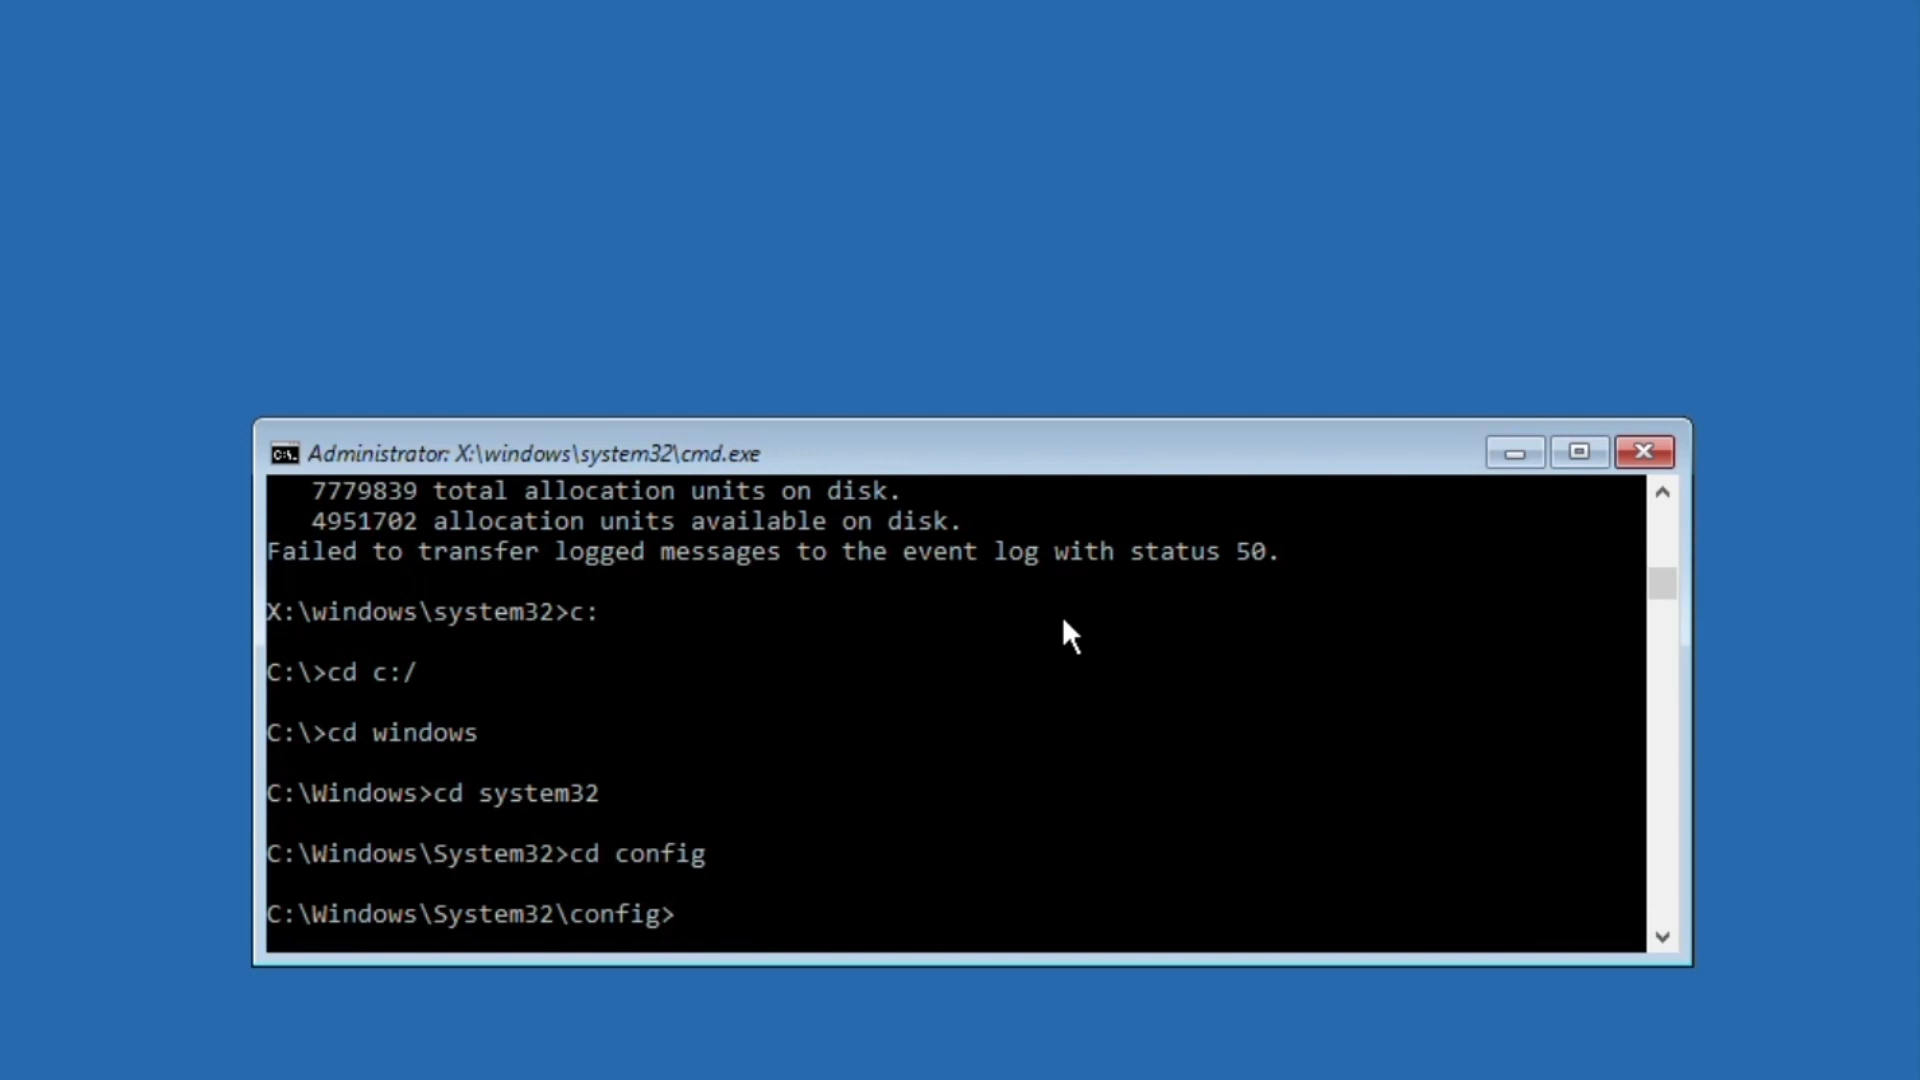 Administrator: X:\windows\system32\cmd.exe
7779839 total allocation units on disk.
4951702 allocation units available on disk.
Failed to transfer logged messages to the event log with status 50.
X:\windows\system32>c:
C:\>cd c:/
C:\>cd windows
C:\Windows>cd system32
C:\Windows\System32>cd config
C:\Windows\System32\config>